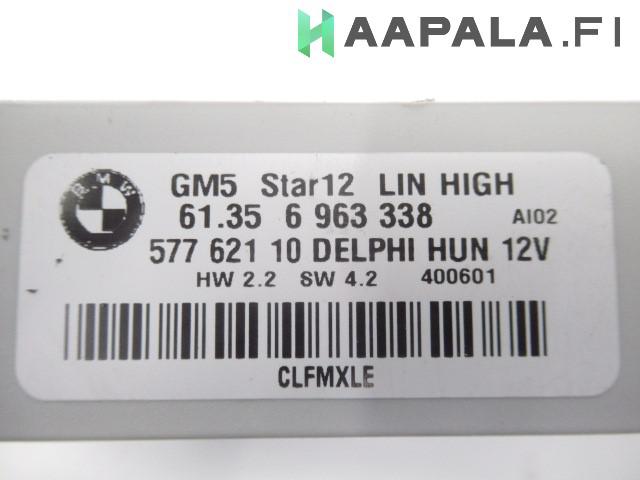 HAAPALA.FI
BMW
GM5 Star12 LIN HIGH
61.35 6 963 338 AI02
577 621 10 DELPHI HUN 12V
HW 2.2 SW 4.2 400601
CLFMXLE